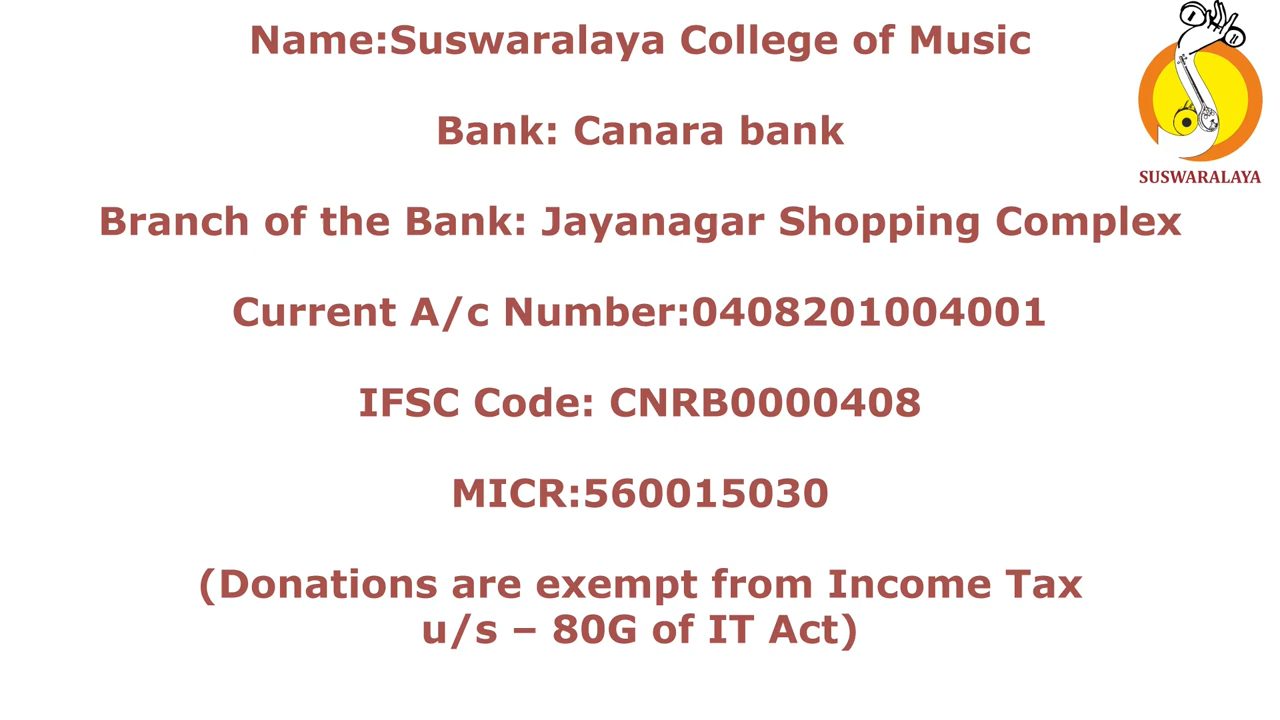 Name:Suswaralaya College of Music
SUSWARALAYA
Bank: Canara bank
Branch of the Bank: Jayanagar Shopping Complex
Current A/c Number:0408201004001
IFSC Code: CNRB0000408
MICR:560015030
(Donations are exempt from Income Tax
u/s – 80G of IT Act)